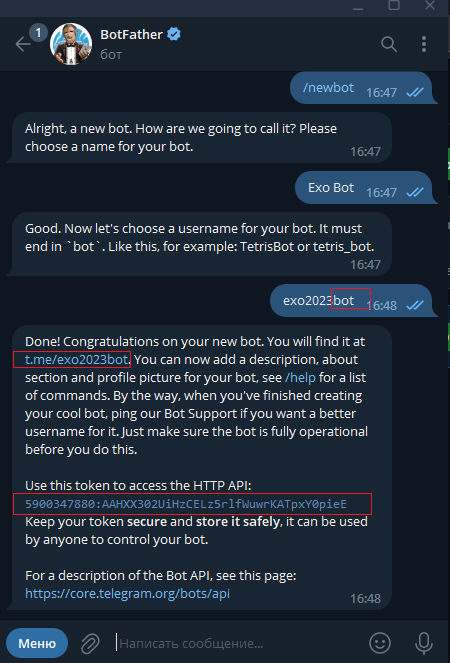 1
BotFather
бот
/newbot 16:47
Alright, a new bot. How are we going to call it? Please
choose a name for your bot.
16:47
Exo Bot 16:47
Good. Now let's choose a username for your bot. It must
end in `bot`. Like this, for example: TetrisBot or tetris_bot.
16:47
exo2023bot 16:48
Done! Congratulations on your new bot. You will find it at
t.me/exo2023bot. You can now add a description, about
section and profile picture for your bot, see /help for a list
of commands. By the way, when you've finished creating
your cool bot, ping our Bot Support if you want a better
username for it. Just make sure the bot is fully operational
before you do this.
Use this token to access the HTTP API:
5900347880:AAHXX302UiHzCELz5rlfWuwrKATpxY0pieE
Keep your token secure and store it safely, it can be used
by anyone to control your bot.
For a description of the Bot API, see this page:
https://core.telegram.org/bots/api
16:48
Меню Написать сообщение...